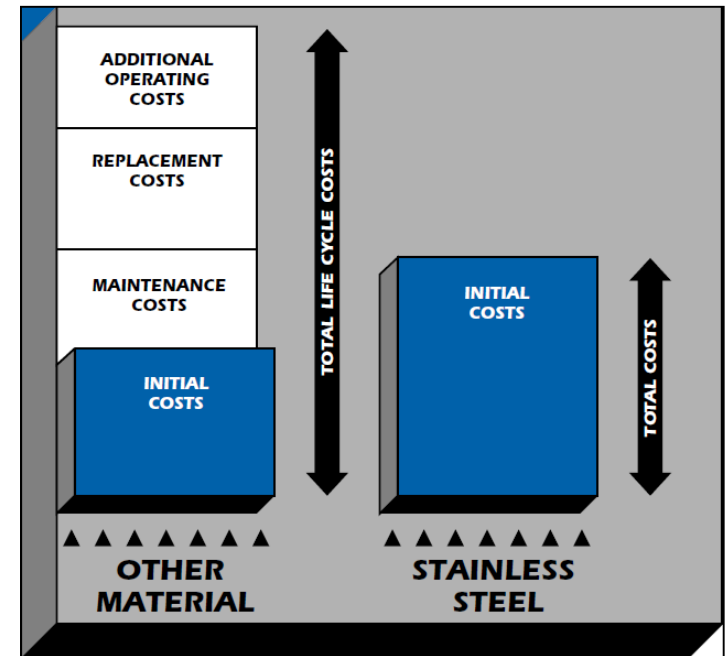 ADDITIONAL
OPERATING
COSTS
REPLACEMENT
COSTS
MAINTENANCE
COSTS
INITIAL
COSTS
TOTAL LIFE CYCLE COSTS
INITIAL
COSTS
TOTAL COSTS
OTHER
MATERIAL
STAINLESS
STEEL